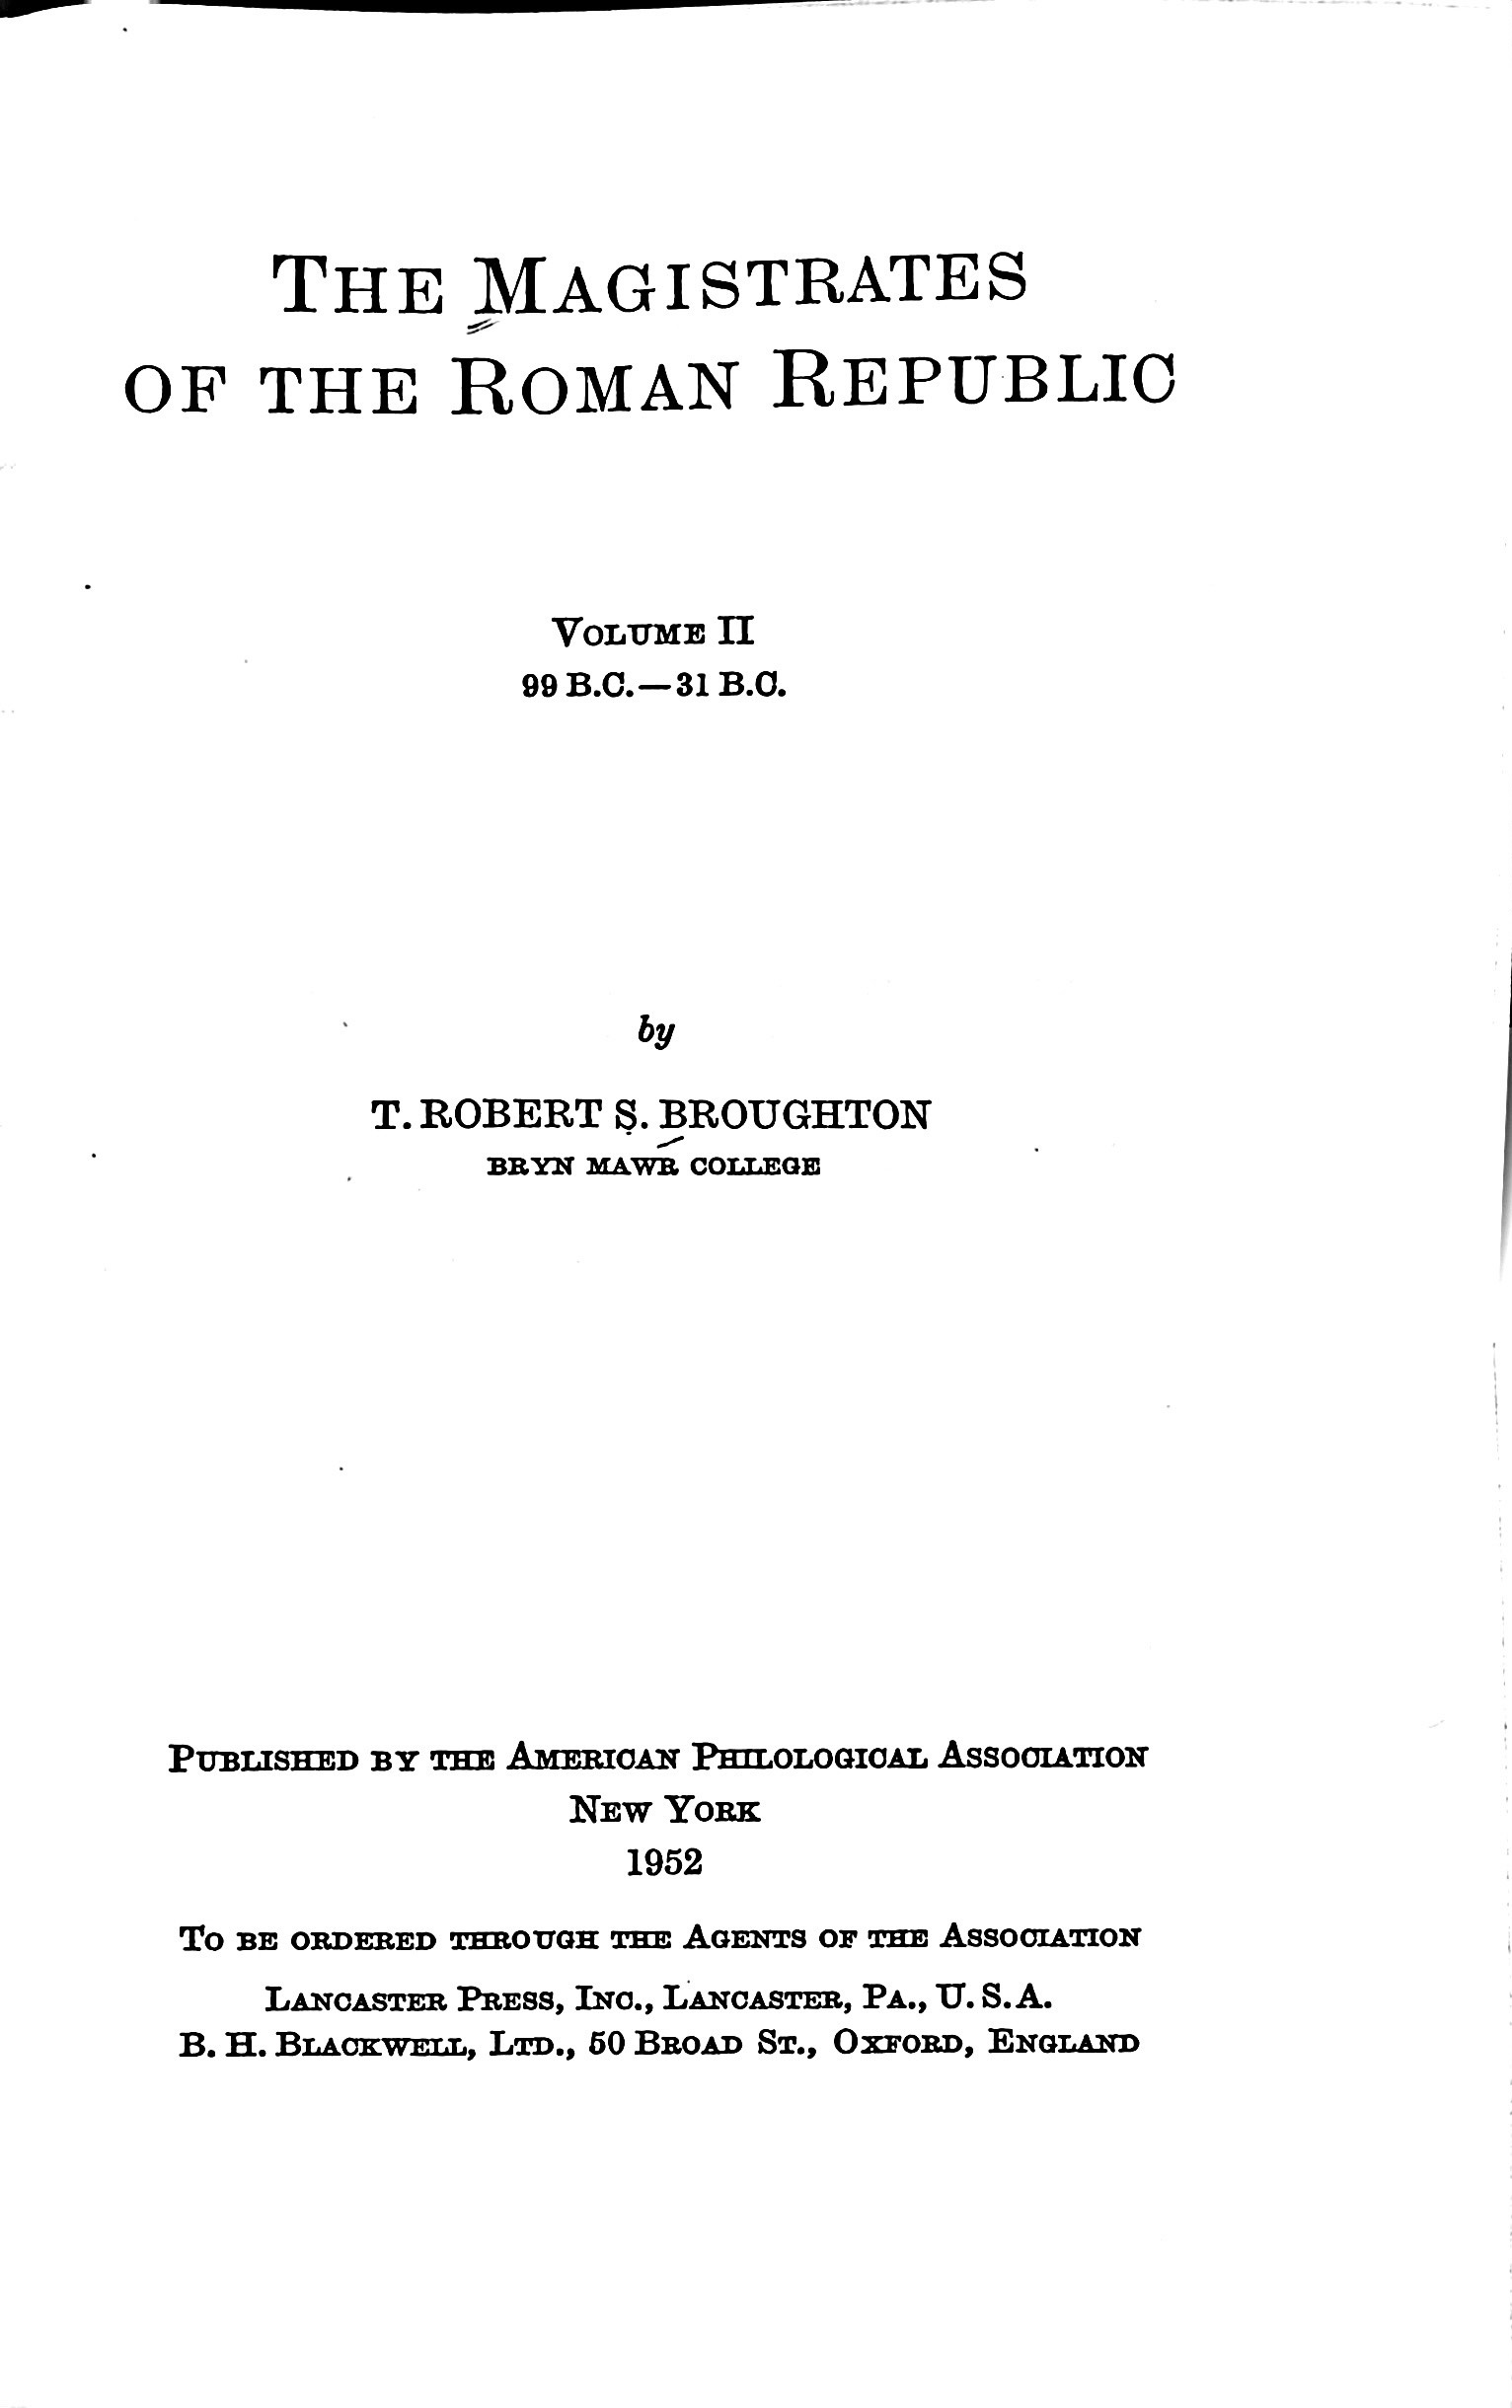 THE MAGISTRATES
OF THE ROMAN REPUBLIC
VOLUME II
99 B.C.—31 B.C.
by
T. ROBERT S. BROUGHTON
BRYN MAWR COLLEGE
PUBLISHED BY THE AMERICAN PHILOLOGICAL ASSOCIATION
NEW YORK
1952
TO BE ORDERED THROUGH THE AGENTS OF THE ASSOCIATION
LANCASTER PRESS, INC., LANCASTER, PA., U. S. A.
B. H. BLACKWELL, LTD., 50 BROAD ST., OXFORD, ENGLAND